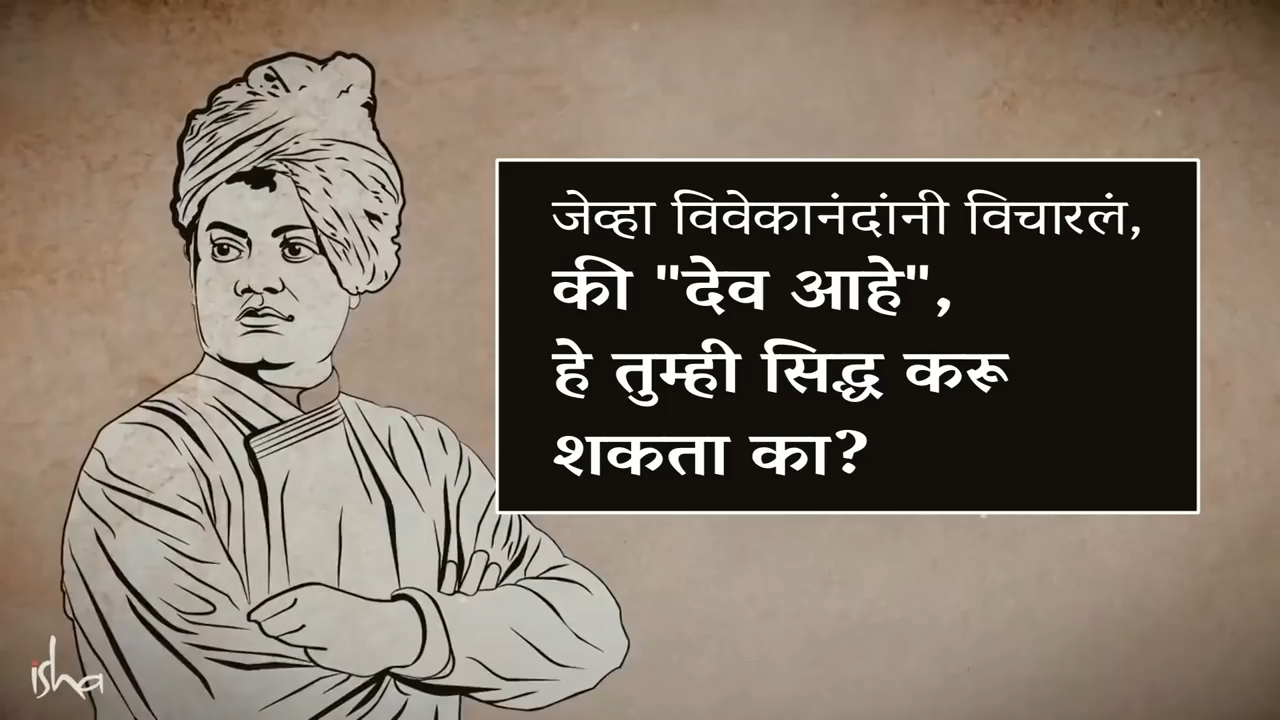 जेव्हा विवेकानंदांनी विचारलं,
की "देव आहे",
हे तुम्ही सिद्ध करू
शकता का?
isha